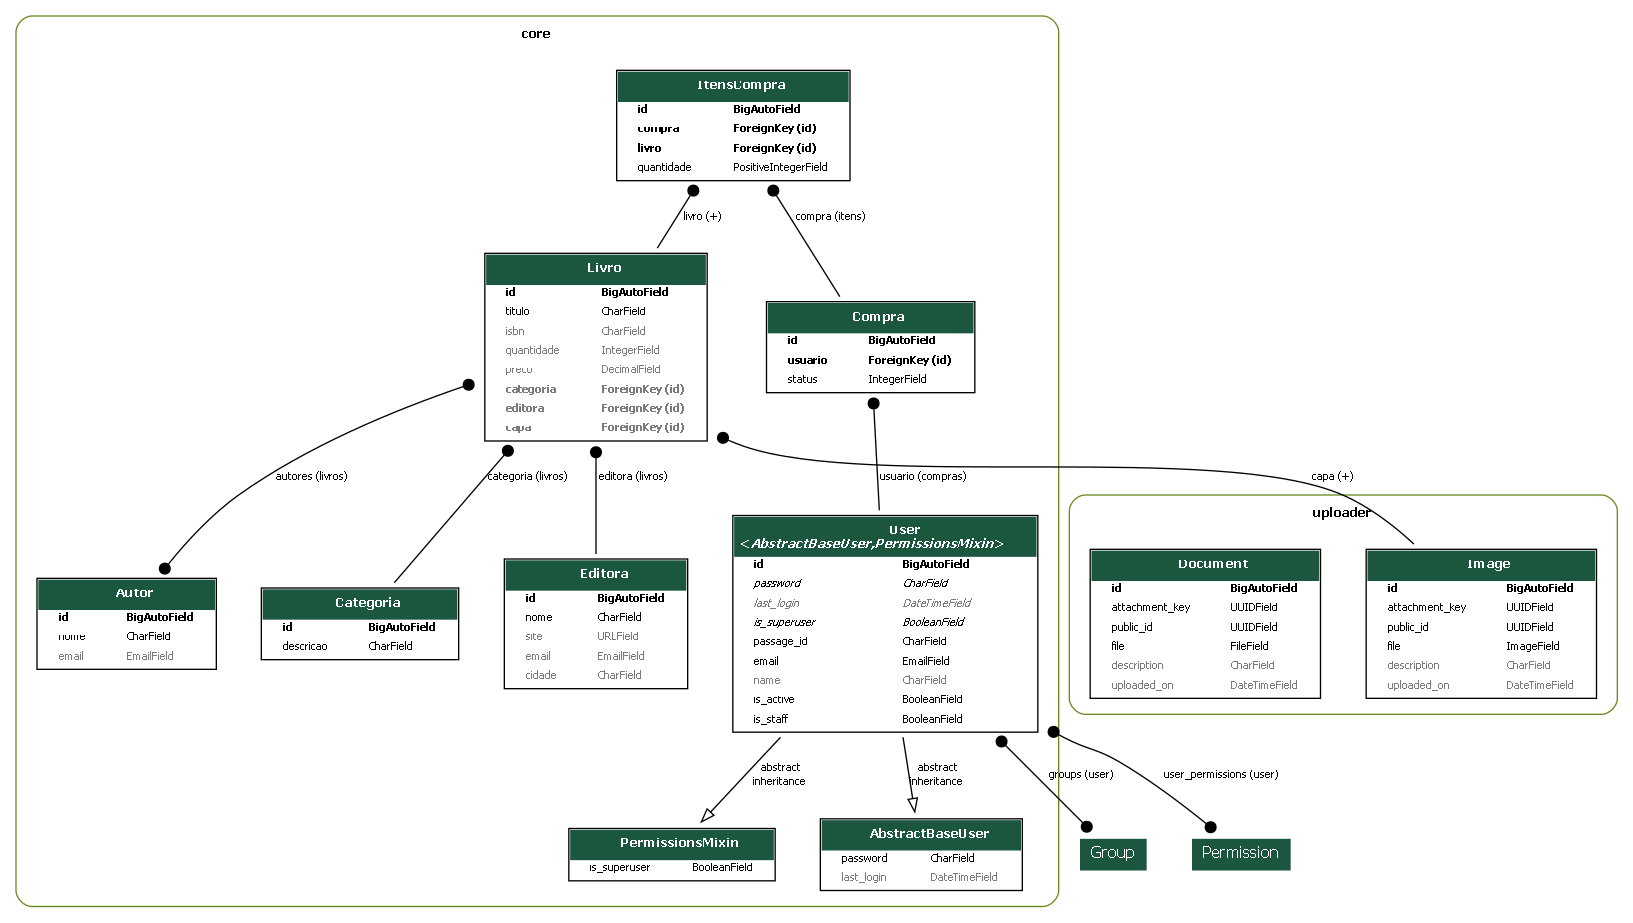 core
ItensCompra
id BigAutoField
compra ForeignKey (id)
livro ForeignKey (id)
quantidade PositiveIntegerField
livro (+)
compra (itens)
Livro
id BigAutoField
titulo CharField
isbn CharField
quantidade IntegerField
preco DecimalField
categoria ForeignKey (id)
editora ForeignKey (id)
capa ForeignKey (id)
Compra
id BigAutoField
usuario ForeignKey (id)
status IntegerField
autores (livros)
categoria (livros)
editora (livros)
usuario (compras)
capa (+)
uploader
Autor
id BigAutoField
nome CharField
email EmailField
Categoria
id BigAutoField
descricao CharField
Editora
id BigAutoField
nome CharField
site URLField
email EmailField
cidade CharField
User
<AbstractBaseUser,PermissionsMixin>
id BigAutoField
password CharField
last_login DateTimeField
is_superuser BooleanField
passage_id CharField
email EmailField
name CharField
is_active BooleanField
is_staff BooleanField
Document
id BigAutoField
attachment_key UUIDField
public_id UUIDField
file FileField
description CharField
uploaded_on DateTimeField
Image
id BigAutoField
attachment_key UUIDField
public_id UUIDField
file ImageField
description CharField
uploaded_on DateTimeField
abstract
inheritance
abstract
inheritance
groups (user)
user_permissions (user)
PermissionsMixin
is_superuser BooleanField
AbstractBaseUser
password CharField
last_login DateTimeField
Group
Permission